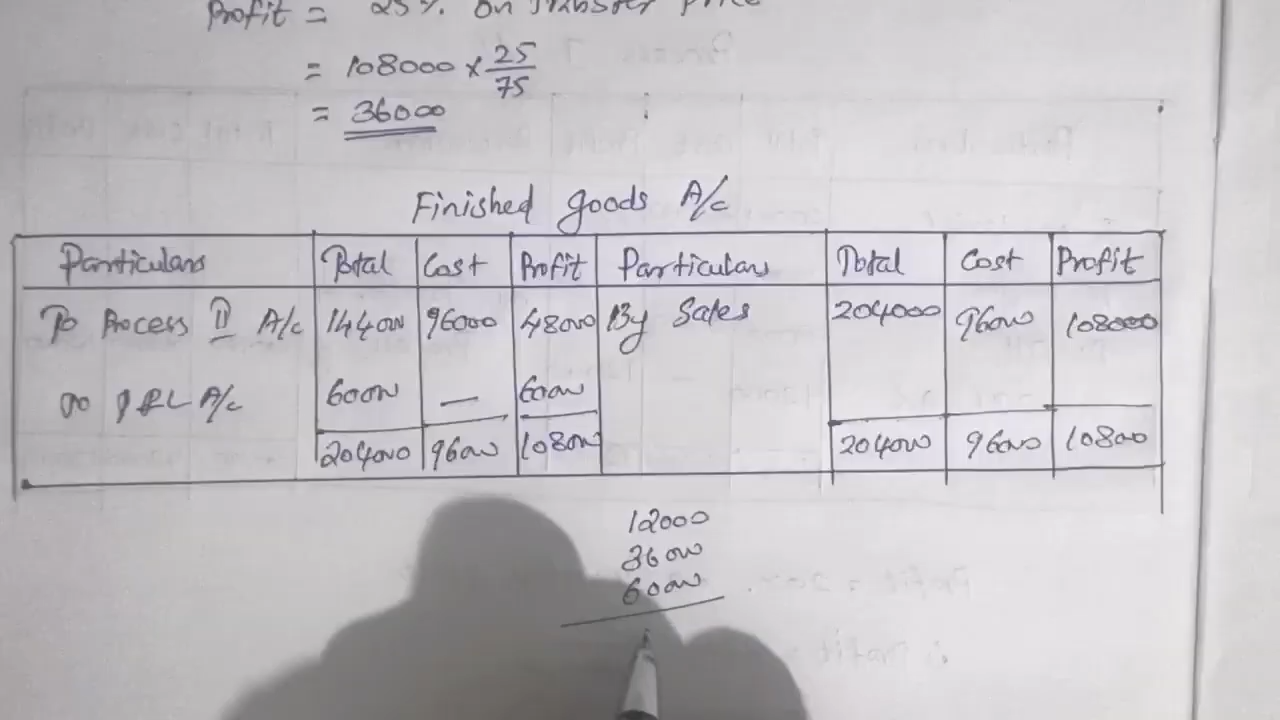 Profit = 25% on Transfer Price
= 108000 × 25/75
= 36000
Finished goods A/c
Particulars Total Cost Profit Particulars Total Cost Profit
To Process II A/c 144000 96000 48000 By Sales 204000 96000 108000
To P&L A/c 60000 — 60000
204000 96000 108000 204000 96000 108000
12000
36000
60000